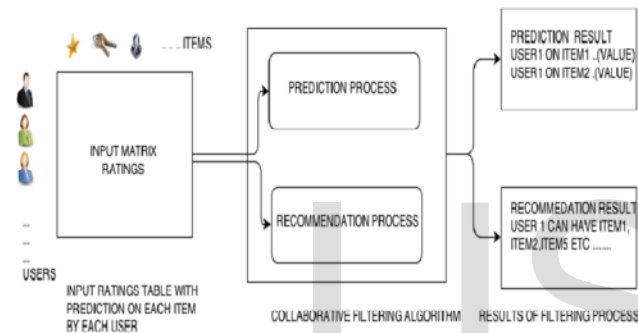 ... ... ITEMS
INPUT MATRIX
RATINGS
...
...
...
USERS
INPUT RATINGS TABLE WITH
PREDICTION ON EACH ITEM
BY EACH USER
PREDICTION PROCESS
RECOMMENDATION PROCESS
COLLABORATIVE FILTERING ALGORITHM
PREDICTION RESULT
USER1 ON ITEM1 ..(VALUE)
USER1 ON ITEM2 .(VALUE)
RECOMMEDATION RESULT
USER 1 CAN HAVE ITEM1,
ITEM2,ITEM5 ETC .......
RESULTS OF FILTERING PROCESS